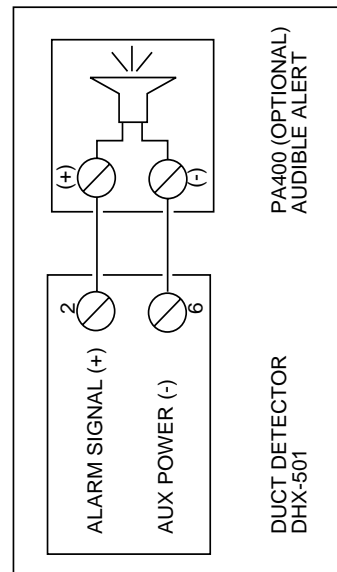 (+)
(-)
PA400 (OPTIONAL)
AUDIBLE ALERT
2
6
ALARM SIGNAL (+)
AUX POWER (-)
DUCT DETECTOR
DHX-501